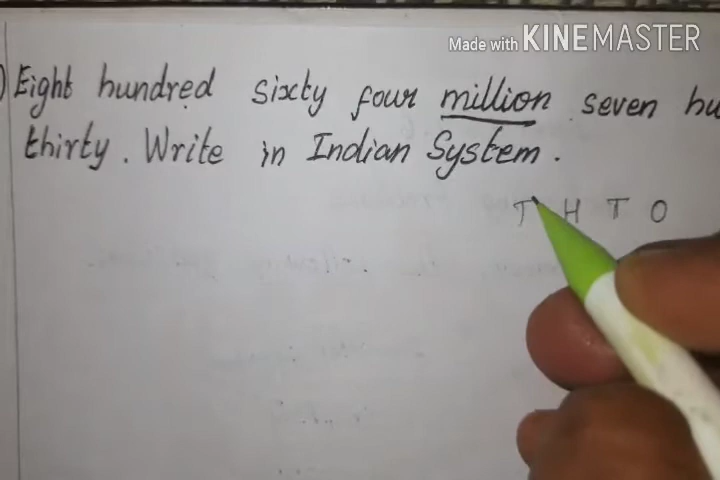 Made with KINEMASTER
Eight hundred sixty four million seven
thirty. Write in Indian System.
T H T O